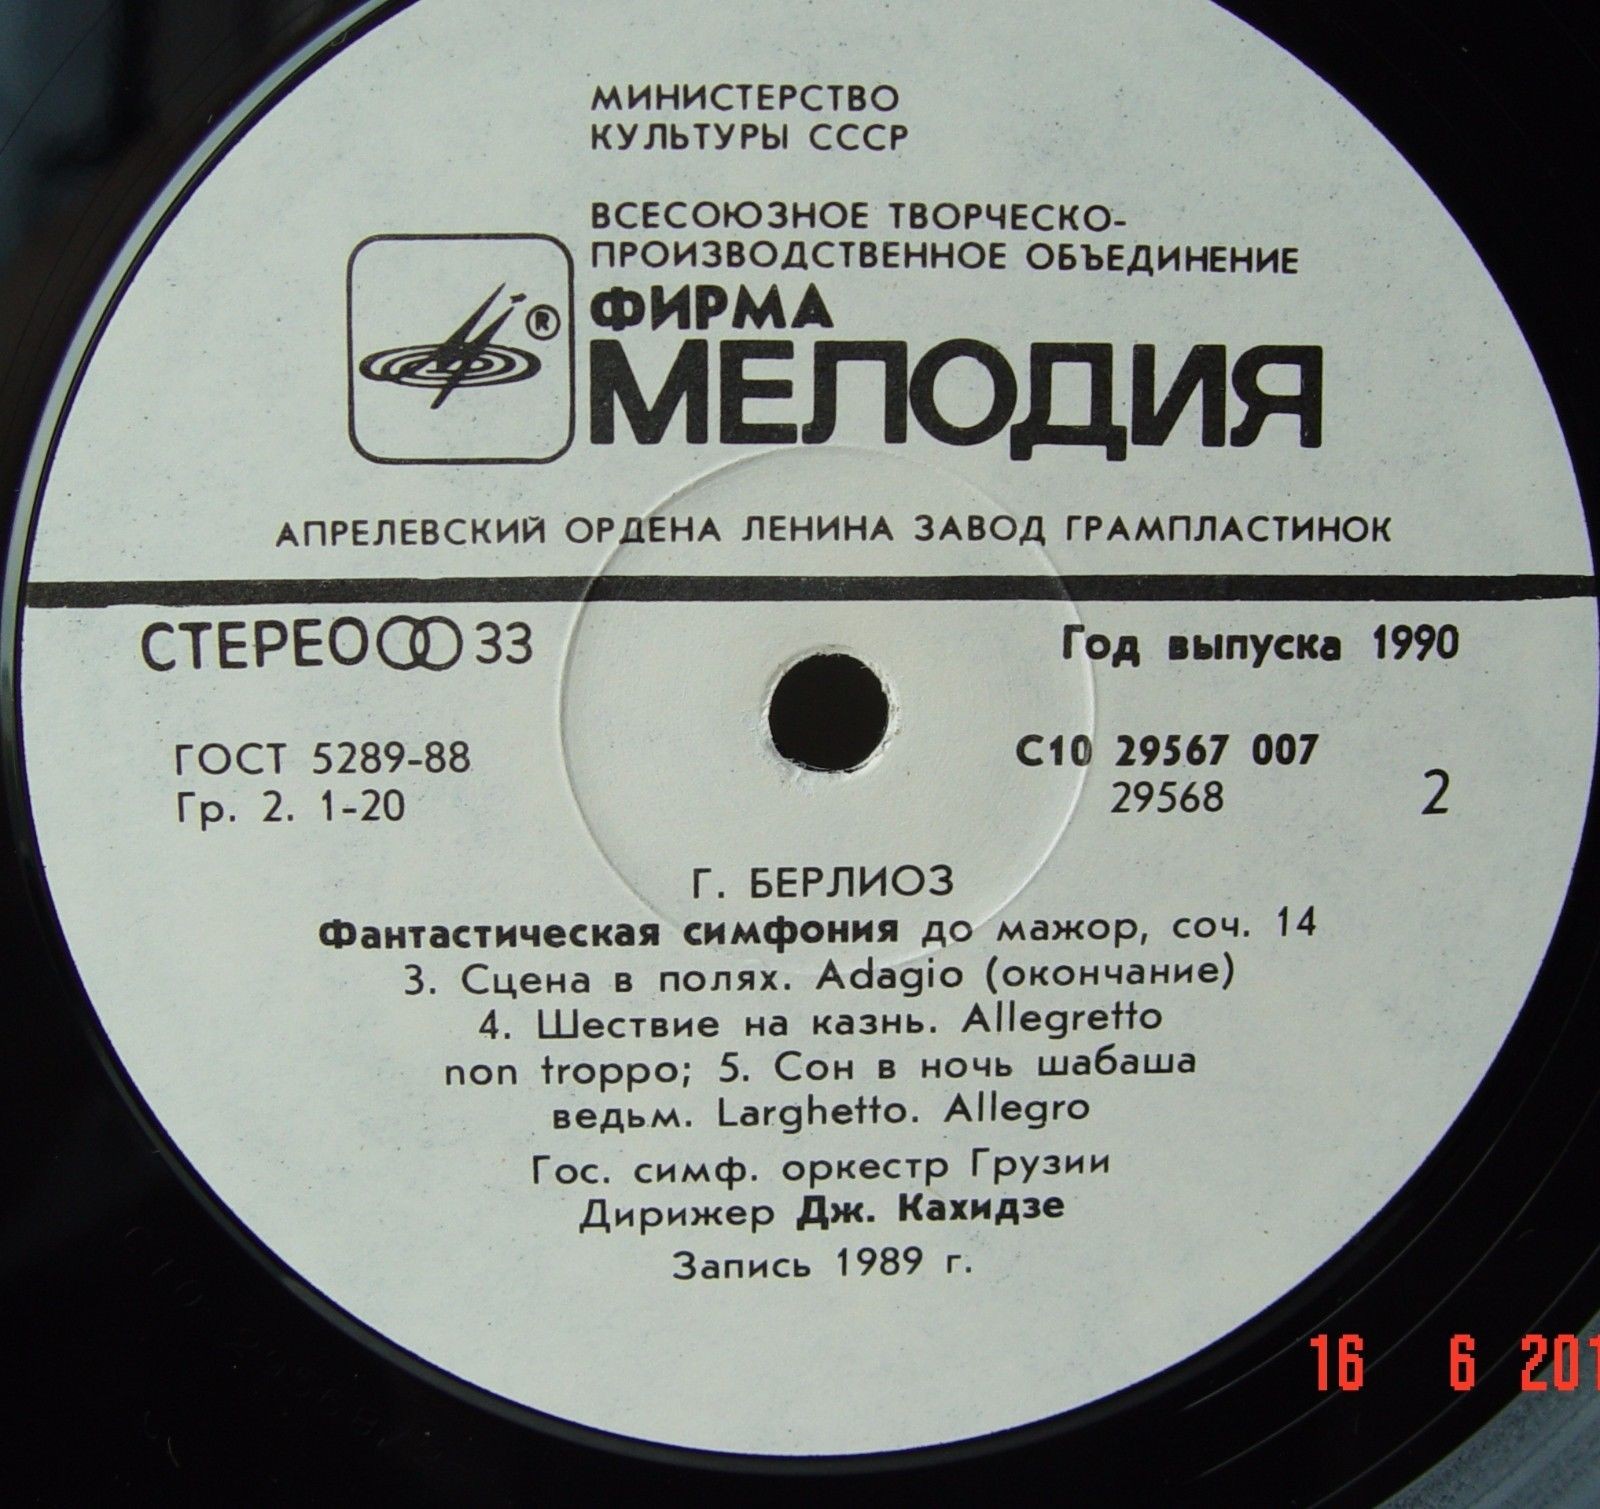 МИНИСТЕРСТВО
КУЛЬТУРЫ СССР
ВСЕСОЮЗНОЕ ТВОРЧЕСКО-
ПРОИЗВОДСТВЕННОЕ ОБЪЕДИНЕНИЕ
®
ФИРМА
МЕЛОДИЯ
АПРЕЛЕВСКИЙ ОРДЕНА ЛЕНИНА ЗАВОД ГРАМПЛАСТИНОК
СТЕРЕО 33
Год выпуска 1990
ГОСТ 5289-88
Гр. 2. 1-20
С10 29567 007
29568
2
Г. БЕРЛИОЗ
Фантастическая симфония до мажор, соч. 14
3. Сцена в полях. Adagio (окончание)
4. Шествие на казнь. Allegretto
non troppo; 5. Сон в ночь шабаша
ведьм. Larghetto. Allegro
Гос. симф. оркестр Грузии
Дирижер Дж. Кахидзе
Запись 1989 г.
16 6 201